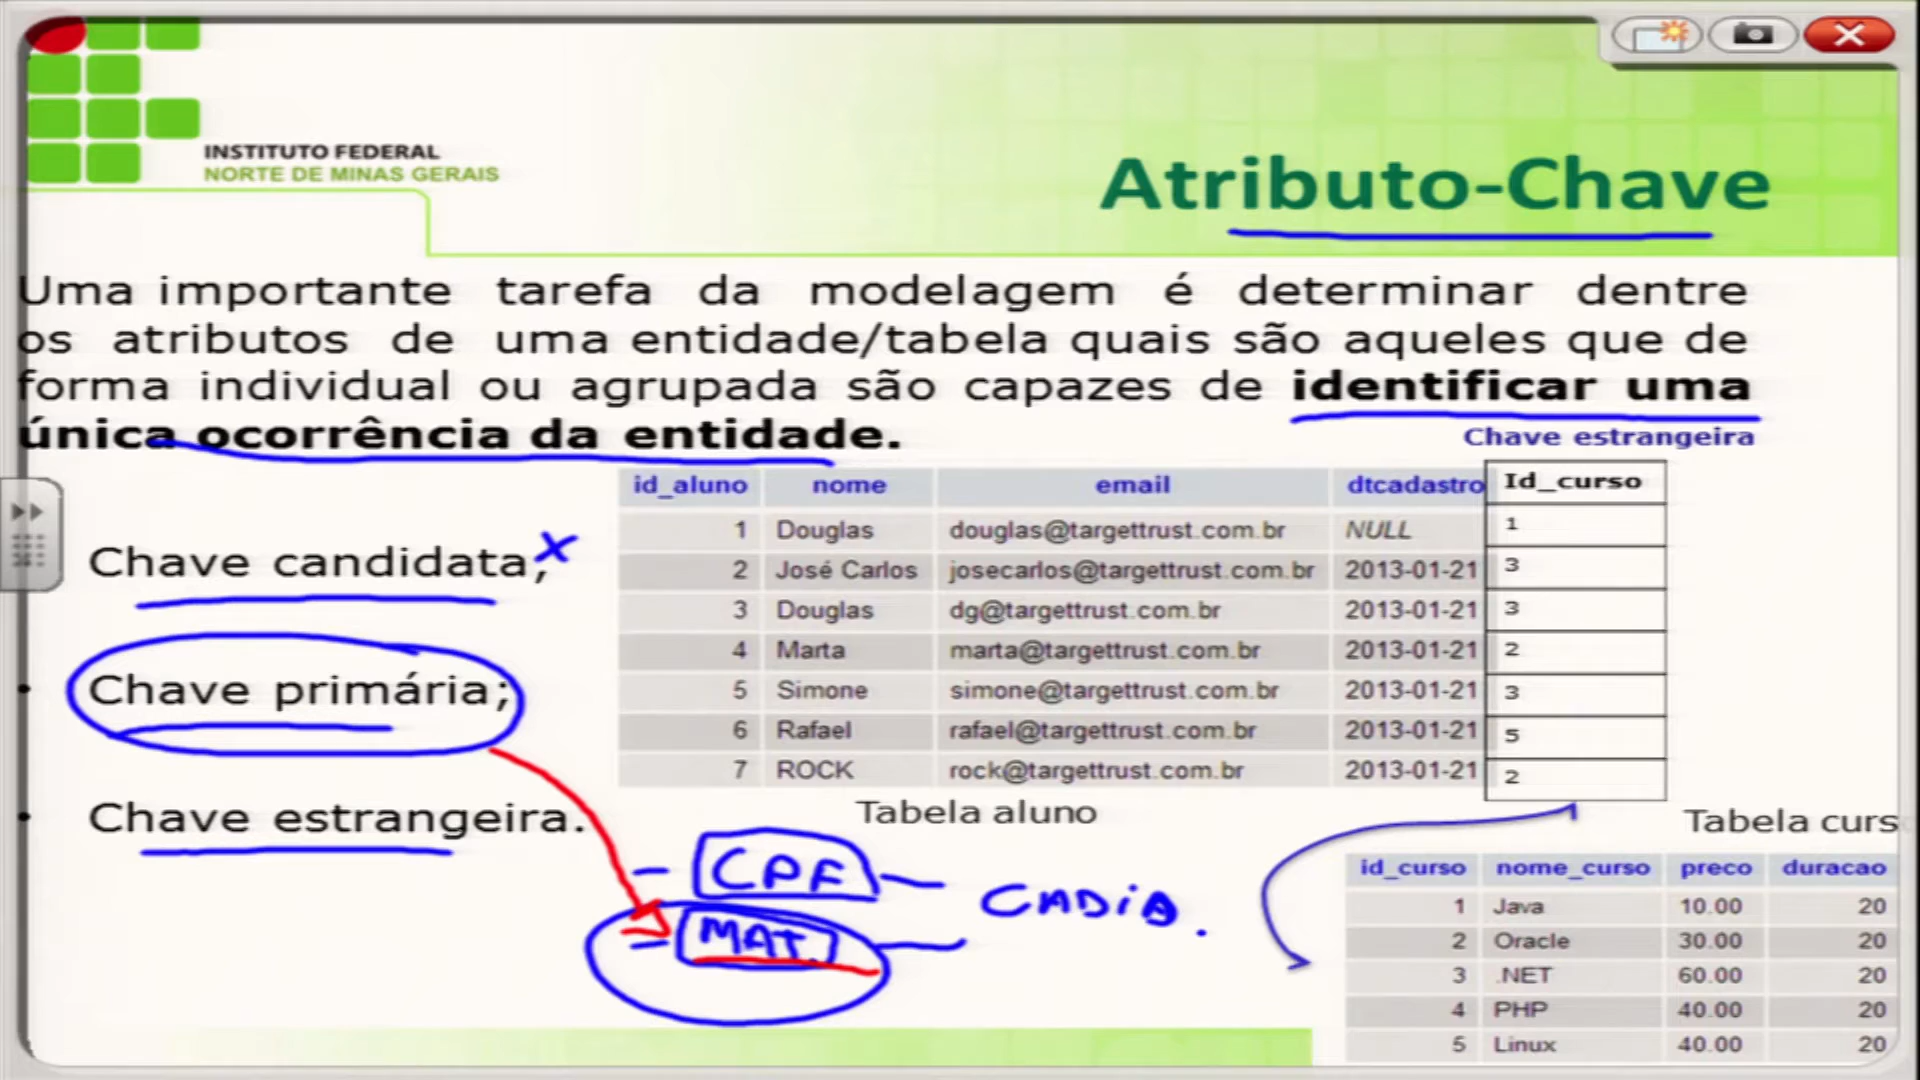 INSTITUTO FEDERAL
NORTE DE MINAS GERAIS
Atributo-Chave
Uma importante tarefa da modelagem é determinar dentre
os atributos de uma entidade/tabela quais são aqueles que de
forma individual ou agrupada são capazes de identificar uma
única ocorrência da entidade.
Chave estrangeira
Chave candidata;
• Chave primária;
• Chave estrangeira.
id_aluno nome email dtcadastro Id_curso
1 Douglas douglas@targettrust.com.br NULL 1
2 José Carlos josecarlos@targettrust.com.br 2013-01-21 3
3 Douglas dg@targettrust.com.br 2013-01-21 3
4 Marta marta@targettrust.com.br 2013-01-21 2
5 Simone simone@targettrust.com.br 2013-01-21 3
6 Rafael rafael@targettrust.com.br 2013-01-21 5
7 ROCK rock@targettrust.com.br 2013-01-21 2
Tabela aluno
CPF
MAT.
Tabela curs
id_curso nome_curso preco duracao
1 Java 10.00 20
2 Oracle 30.00 20
3 .NET 60.00 20
4 PHP 40.00 20
5 Linux 40.00 20